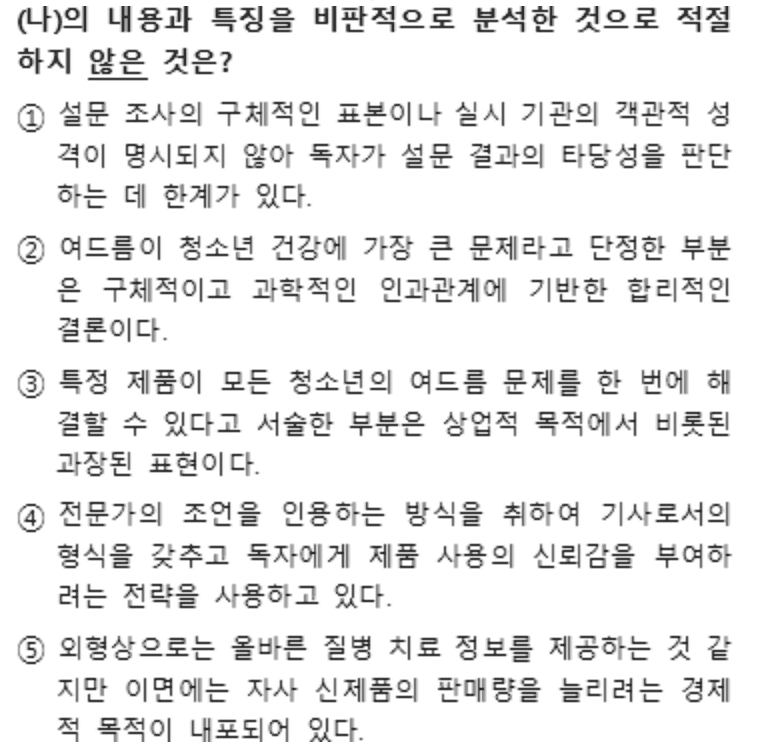 (나)의 내용과 특징을 비판적으로 분석한 것으로 적절
하지 않은 것은?
① 설문 조사의 구체적인 표본이나 실시 기관의 객관적 성
격이 명시되지 않아 독자가 설문 결과의 타당성을 판단
하는 데 한계가 있다.
② 여드름이 청소년 건강에 가장 큰 문제라고 단정한 부분
은 구체적이고 과학적인 인과관계에 기반한 합리적인
결론이다.
③ 특정 제품이 모든 청소년의 여드름 문제를 한 번에 해
결할 수 있다고 서술한 부분은 상업적 목적에서 비롯된
과장된 표현이다.
④ 전문가의 조언을 인용하는 방식을 취하여 기사로서의
형식을 갖추고 독자에게 제품 사용의 신뢰감을 부여하
려는 전략을 사용하고 있다.
⑤ 외형상으로는 올바른 질병 치료 정보를 제공하는 것 같
지만 이면에는 자사 신제품의 판매량을 늘리려는 경제
적 목적이 내포되어 있다.